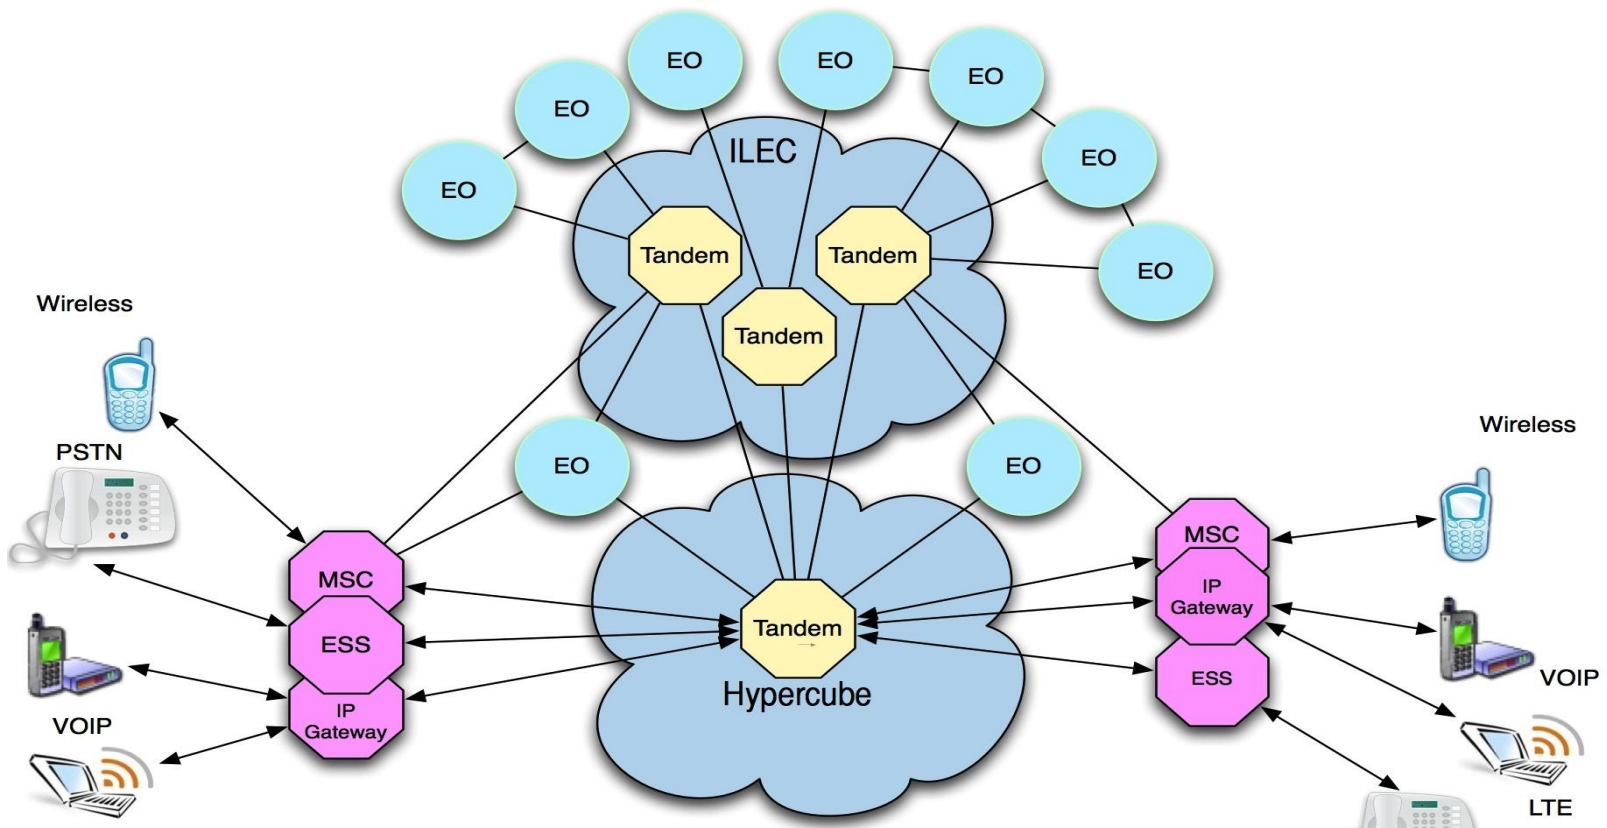 EO
EO
EO
EO
EO
EO
EO
EO
ILEC
Tandem
Tandem
Tandem
Wireless
PSTN
EO
EO
Wireless
MSC
ESS
IP
Gateway
VOIP
Tandem
Hypercube
MSC
IP
Gateway
ESS
VOIP
LTE